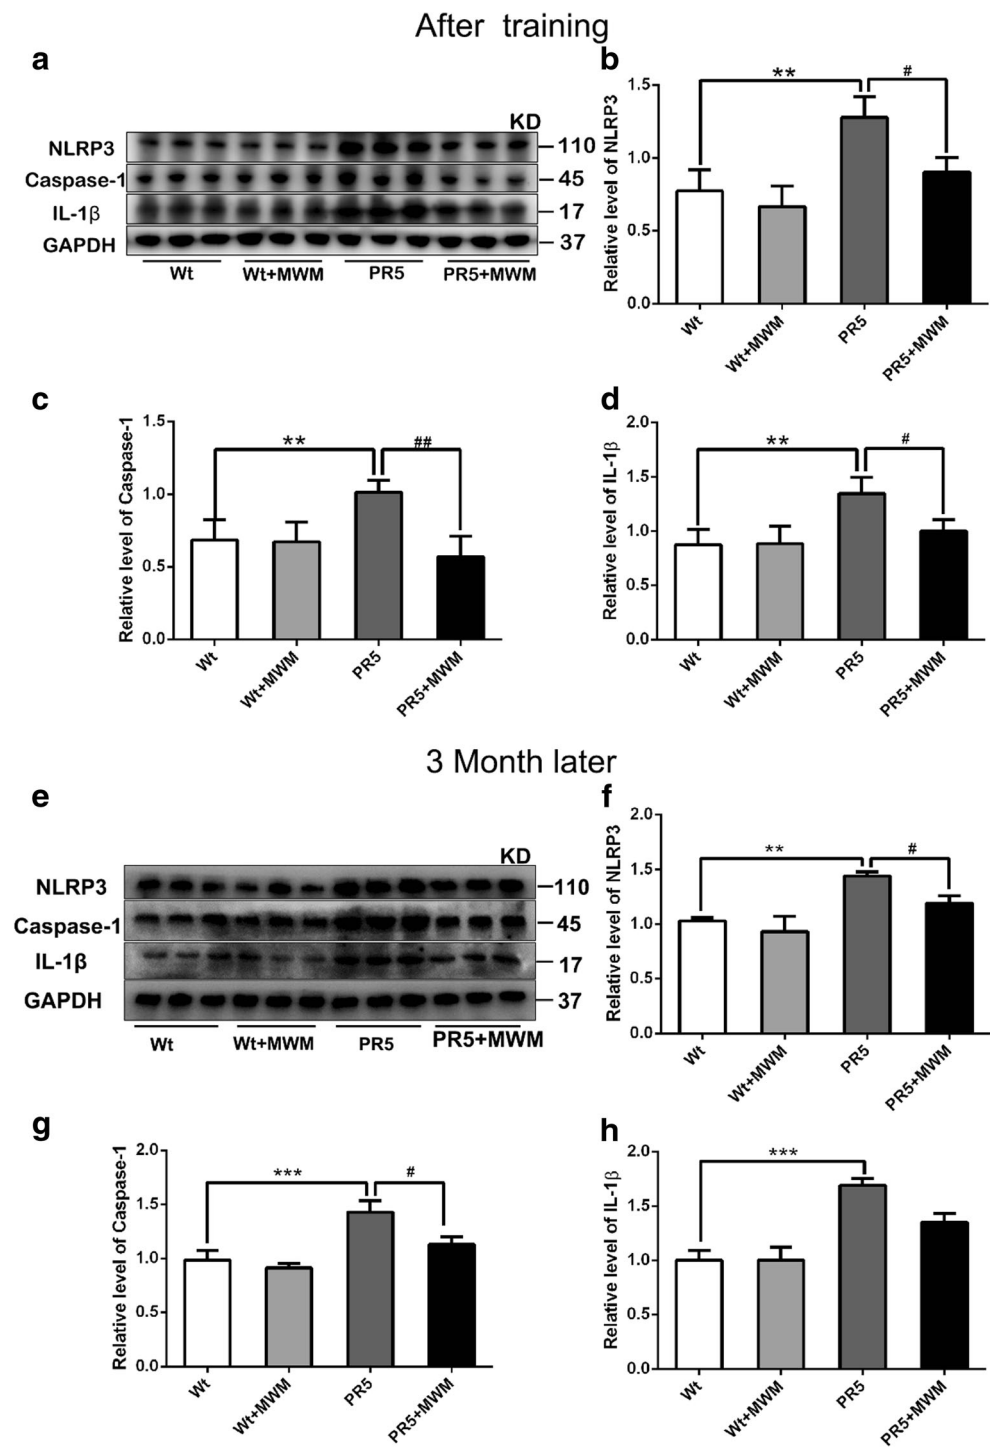 After training
a
KD
NLRP3
110
Caspase-1
45
IL-1β
17
GAPDH
37
Wt
Wt+MWM
PR5
PR5+MWM
b
Relative level of NLRP3
1.5
1.0
0.5
0.0
**
#
Wt
Wt+MWM
PR5
PR5+MWM
c
Relative level of Caspase-1
1.5
1.0
0.5
0.0
**
##
Wt
Wt+MWM
PR5
PR5+MWM
d
Relative level of IL-1β
2.0
1.5
1.0
0.5
0.0
**
#
Wt
Wt+MWM
PR5
PR5+MWM
3 Month later
e
KD
NLRP3
110
Caspase-1
45
IL-1β
17
GAPDH
37
Wt
Wt+MWM
PR5
PR5+MWM
f
Relative level of NLRP3
2.0
1.5
1.0
0.5
0.0
**
#
Wt
Wt+MWM
PR5
PR5+MWM
g
Relative level of Caspase-1
2.0
1.5
1.0
0.5
0.0
***
#
Wt
Wt+MWM
PR5
PR5+MWM
h
Relative level of IL-1β
2.0
1.5
1.0
0.5
0.0
***
Wt
Wt+MWM
PR5
PR5+MWM